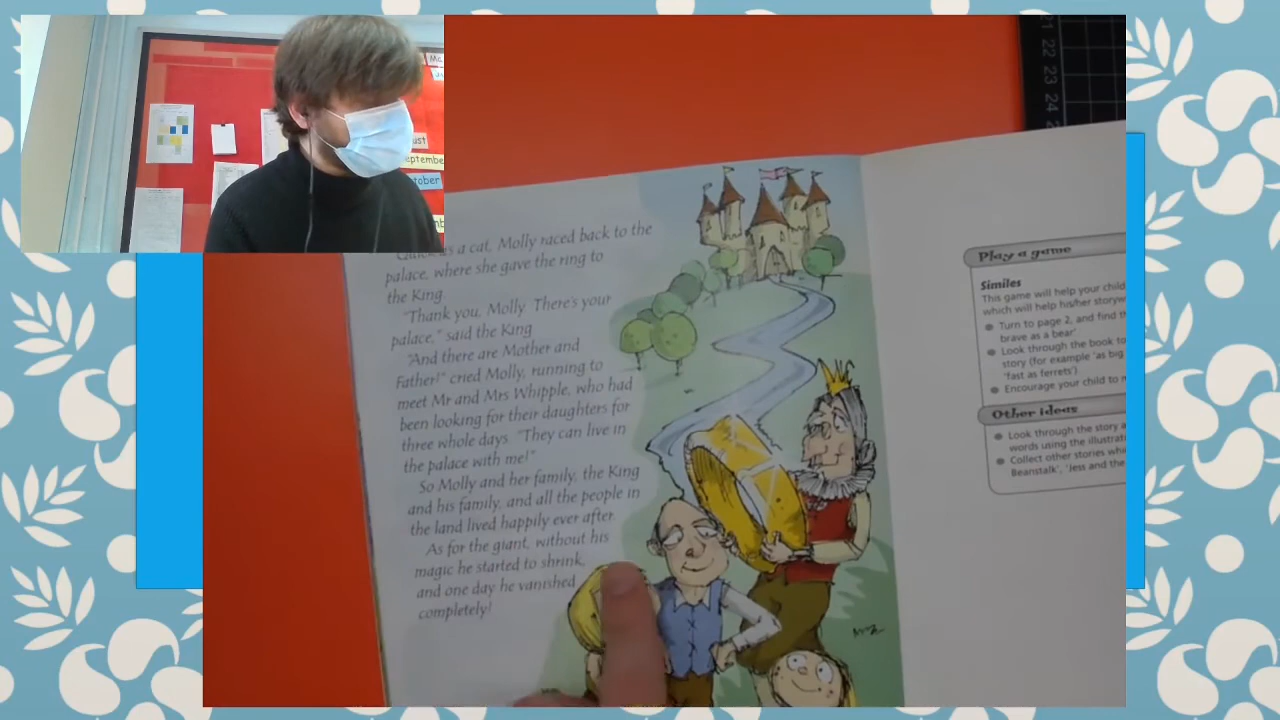 as a cat, Molly raced back to the
palace, where she gave the ring to
the King.
"Thank you, Molly. There's your
palace," said the King.
"And there are Mother and
Father!" cried Molly, running to
meet Mr and Mrs Whipple, who had
been looking for their daughters for
three whole days. "They can live in
the palace with me!"
So Molly and her family, the King
and his family, and all the people in
the land lived happily ever after.
As for the giant, without his
magic he started to shrink,
and one day he vanished
completely!
Play a game
Similes
This game will help your child
which will help his/her
Turn to page 2, and find
brave as a bear'
Look through the book to
story (for example 'as big
'fast as ferrets')
Encourage your child to
Other ideas
Look through the story
words using the
Collect other stories
Beanstalk', 'Jess and the
21 22 23 24